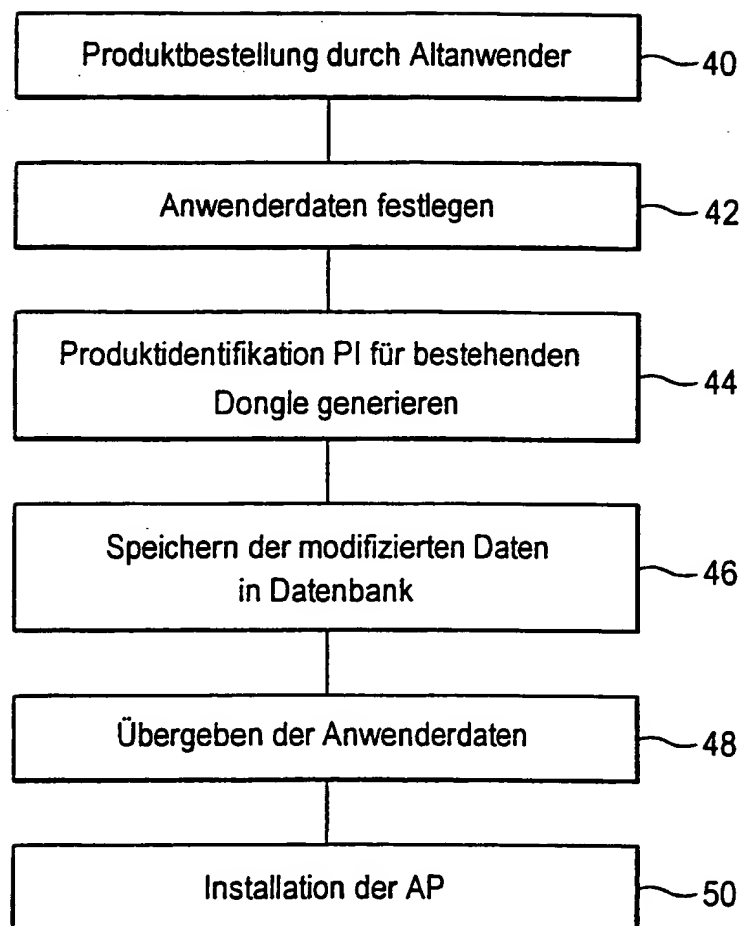 Produktbestellung durch Altanwender
40
Anwenderdaten festlegen
42
Produktidentifikation PI für bestehenden
Dongle generieren
44
Speichern der modifizierten Daten
in Datenbank
46
Übergeben der Anwenderdaten
48
Installation der AP
50